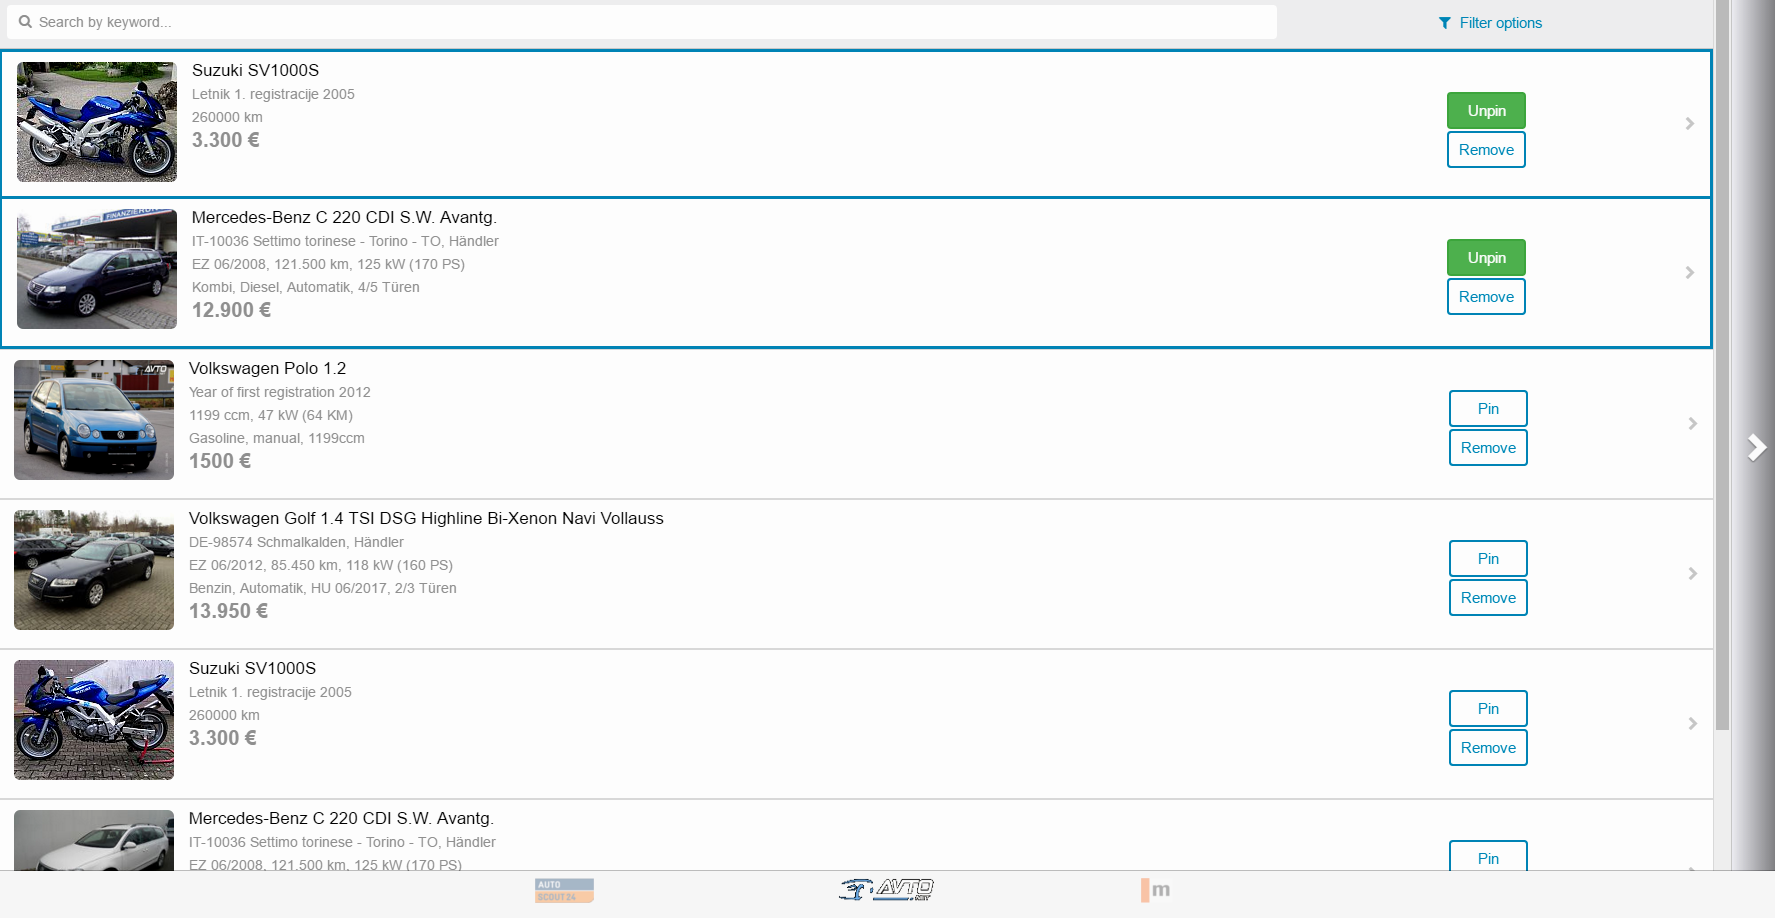 Search by keyword...
Filter options
Suzuki SV1000S
Letnik 1. registracije 2005
260000 km
3.300 €
Unpin
Remove
FINANZIERUN
Mercedes-Benz C 220 CDI S.W. Avantg.
IT-10036 Settimo torinese - Torino - TO, Händler
EZ 06/2008, 121.500 km, 125 kW (170 PS)
Kombi, Diesel, Automatik, 4/5 Türen
12.900 €
Unpin
Remove
AVTO
Volkswagen Polo 1.2
Year of first registration 2012
1199 ccm, 47 kW (64 KM)
Gasoline, manual, 1199ccm
1500 €
Pin
Remove
Volkswagen Golf 1.4 TSI DSG Highline Bi-Xenon Navi Vollauss
DE-98574 Schmalkalden, Händler
EZ 06/2012, 85.450 km, 118 kW (160 PS)
Benzin, Automatik, HU 06/2017, 2/3 Türen
13.950 €
Pin
Remove
Suzuki SV1000S
Letnik 1. registracije 2005
260000 km
3.300 €
Pin
Remove
Mercedes-Benz C 220 CDI S.W. Avantg.
IT-10036 Settimo torinese - Torino - TO, Händler
EZ 06/2008, 121.500 km, 125 kW (170 PS)
Pin
AUTO
SCOUT24
AVTO
.NET
m